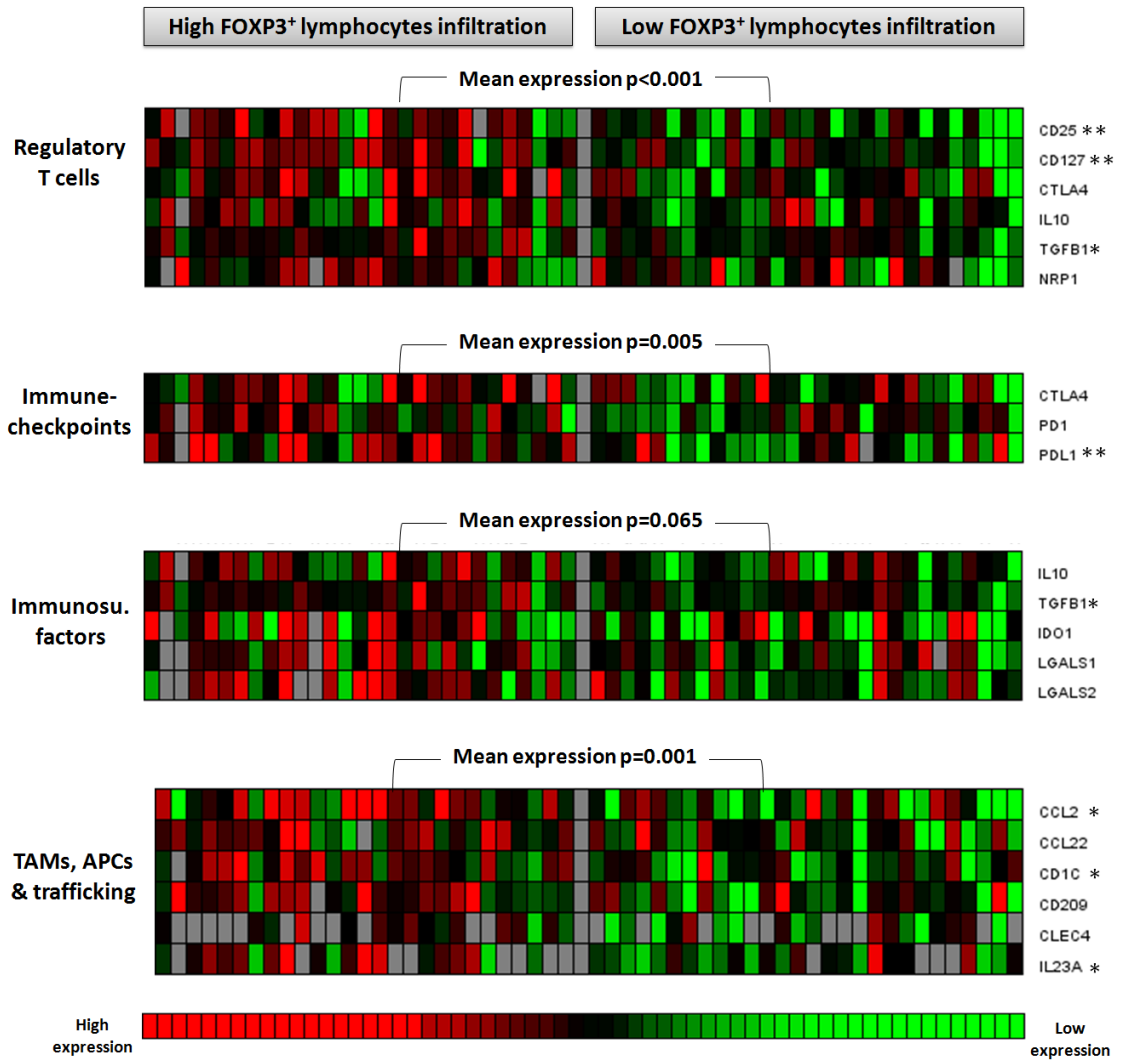 High FOXP3+ lymphocytes infiltration
Low FOXP3+ lymphocytes infiltration
Mean expression p<0.001
Regulatory
T cells
CD25 **
CD127 **
CTLA4
IL10
TGFB1*
NRP1
Mean expression p=0.005
Immune-
checkpoints
CTLA4
PD1
PDL1 **
Mean expression p=0.065
Immunosu.
factors
IL10
TGFB1*
IDO1
LGALS1
LGALS2
Mean expression p=0.001
TAMs, APCs
& trafficking
CCL2 *
CCL22
CD1C *
CD209
CLEC4
IL23A *
High
expression
Low
expression